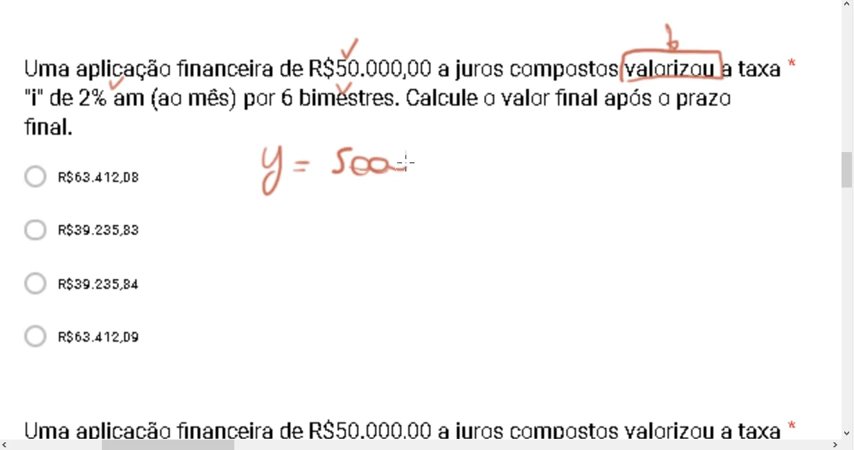 b
Uma aplicação financeira de R$50.000,00 a juros compostos valorizou a taxa *
"i" de 2% am (ao mês) por 6 bimestres. Calcule o valor final após o prazo
final.
y = 500
R$63.412,08
R$39.235,83
R$39.235,84
R$63.412,09
Uma aplicação financeira de R$50.000,00 a juros compostos valorizou a taxa *